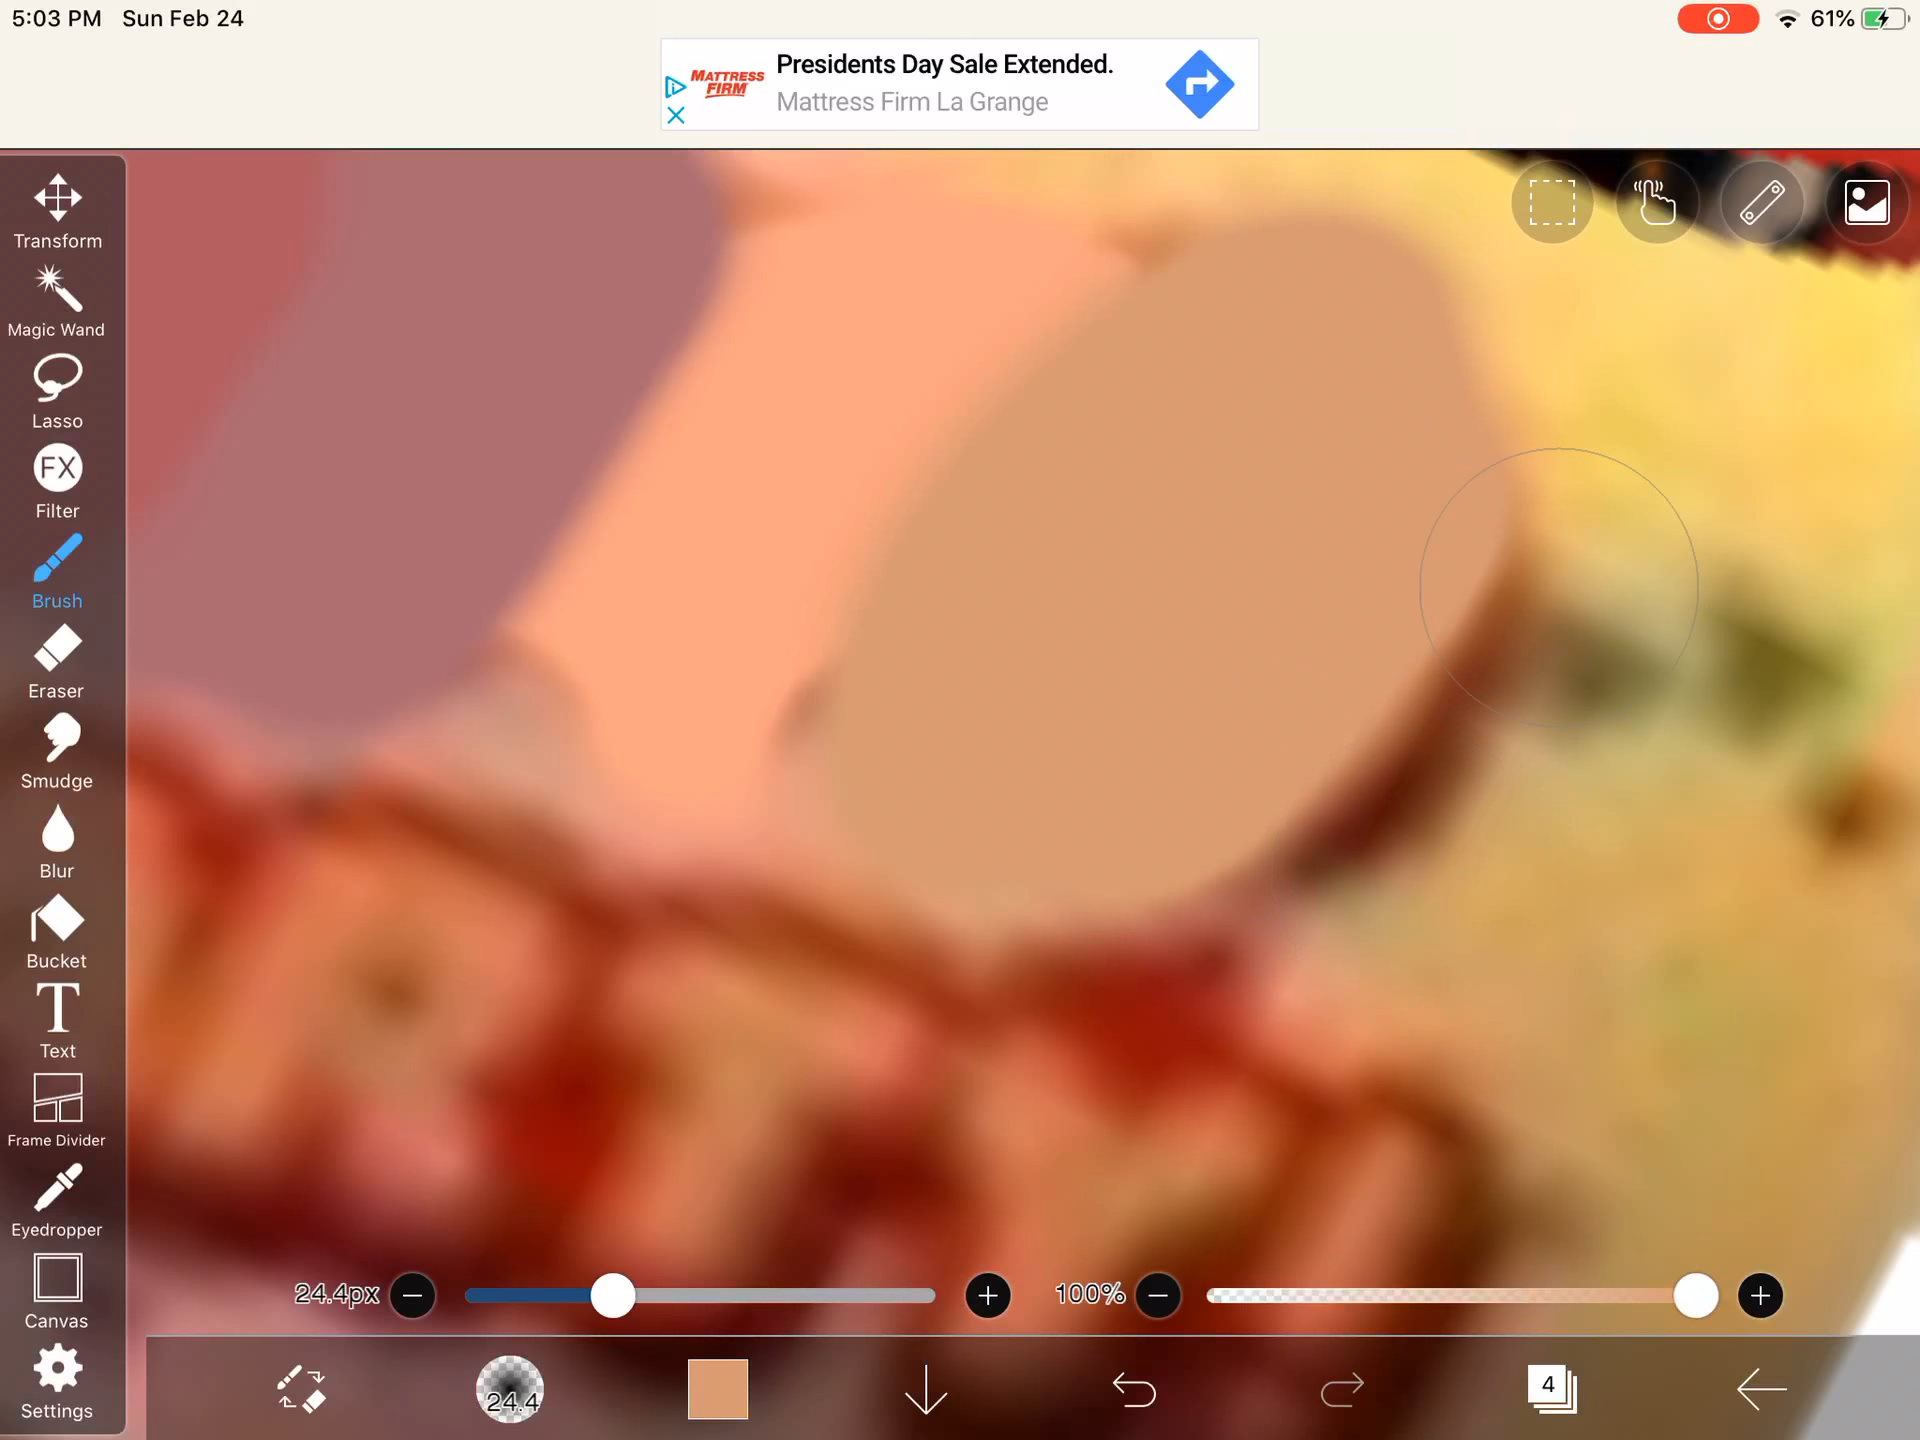 5:03 PM Sun Feb 24
61%
MATTRESS FIRM
Presidents Day Sale Extended.
Mattress Firm La Grange
Transform
Magic Wand
Lasso
FX
Filter
Brush
Eraser
Smudge
Blur
Bucket
T
Text
Frame Divider
Eyedropper
Canvas
Settings
24.4px
100%
24.4
4